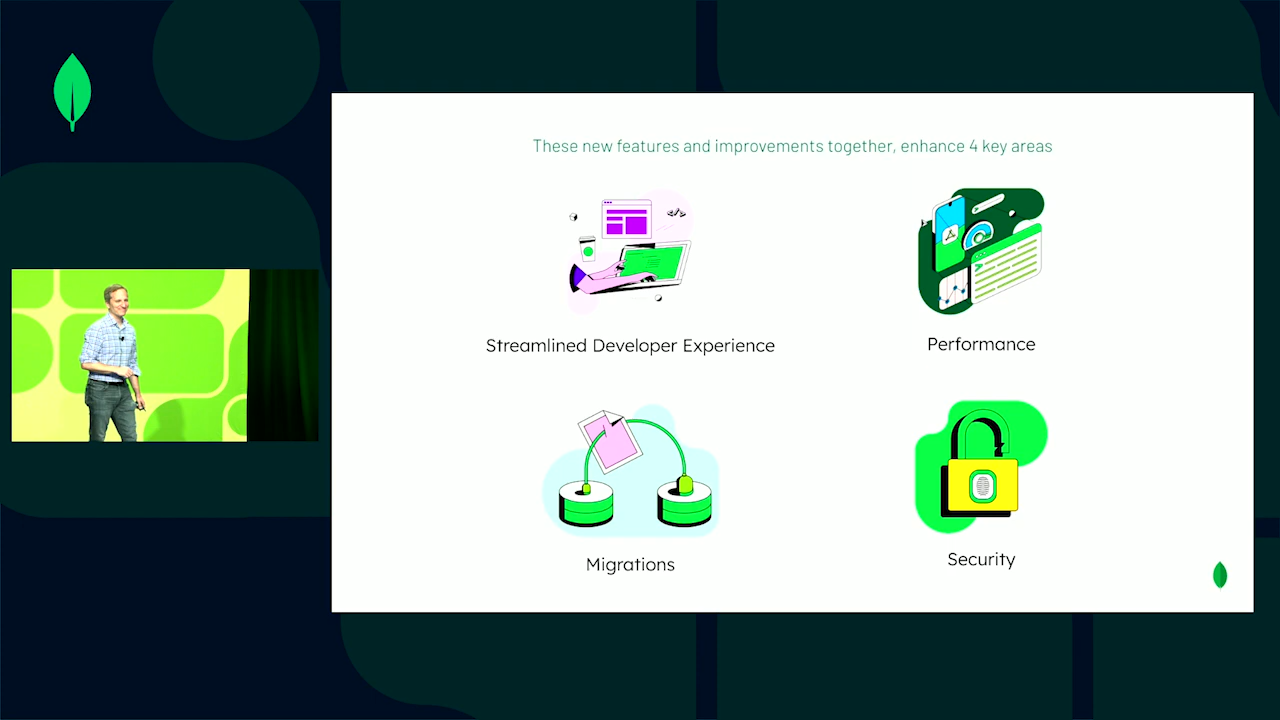 These new features and improvements together, enhance 4 key areas
Streamlined Developer Experience
Performance
Migrations
Security